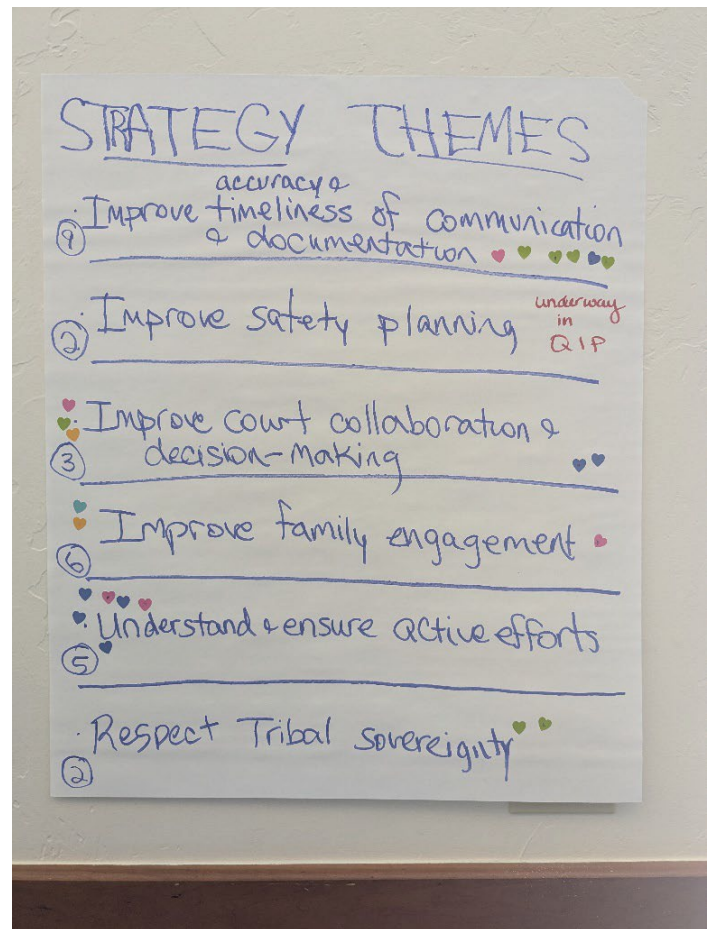 STRATEGY THEMES
accuracy &
· Improve timeliness of communication
9
& documentation
· Improve safety planning
2
underway
in
QIP
· Improve court collaboration &
decision-making
3
Improve family engagement
6
· Understand & ensure active efforts
5
· Respect Tribal sovereignty
2